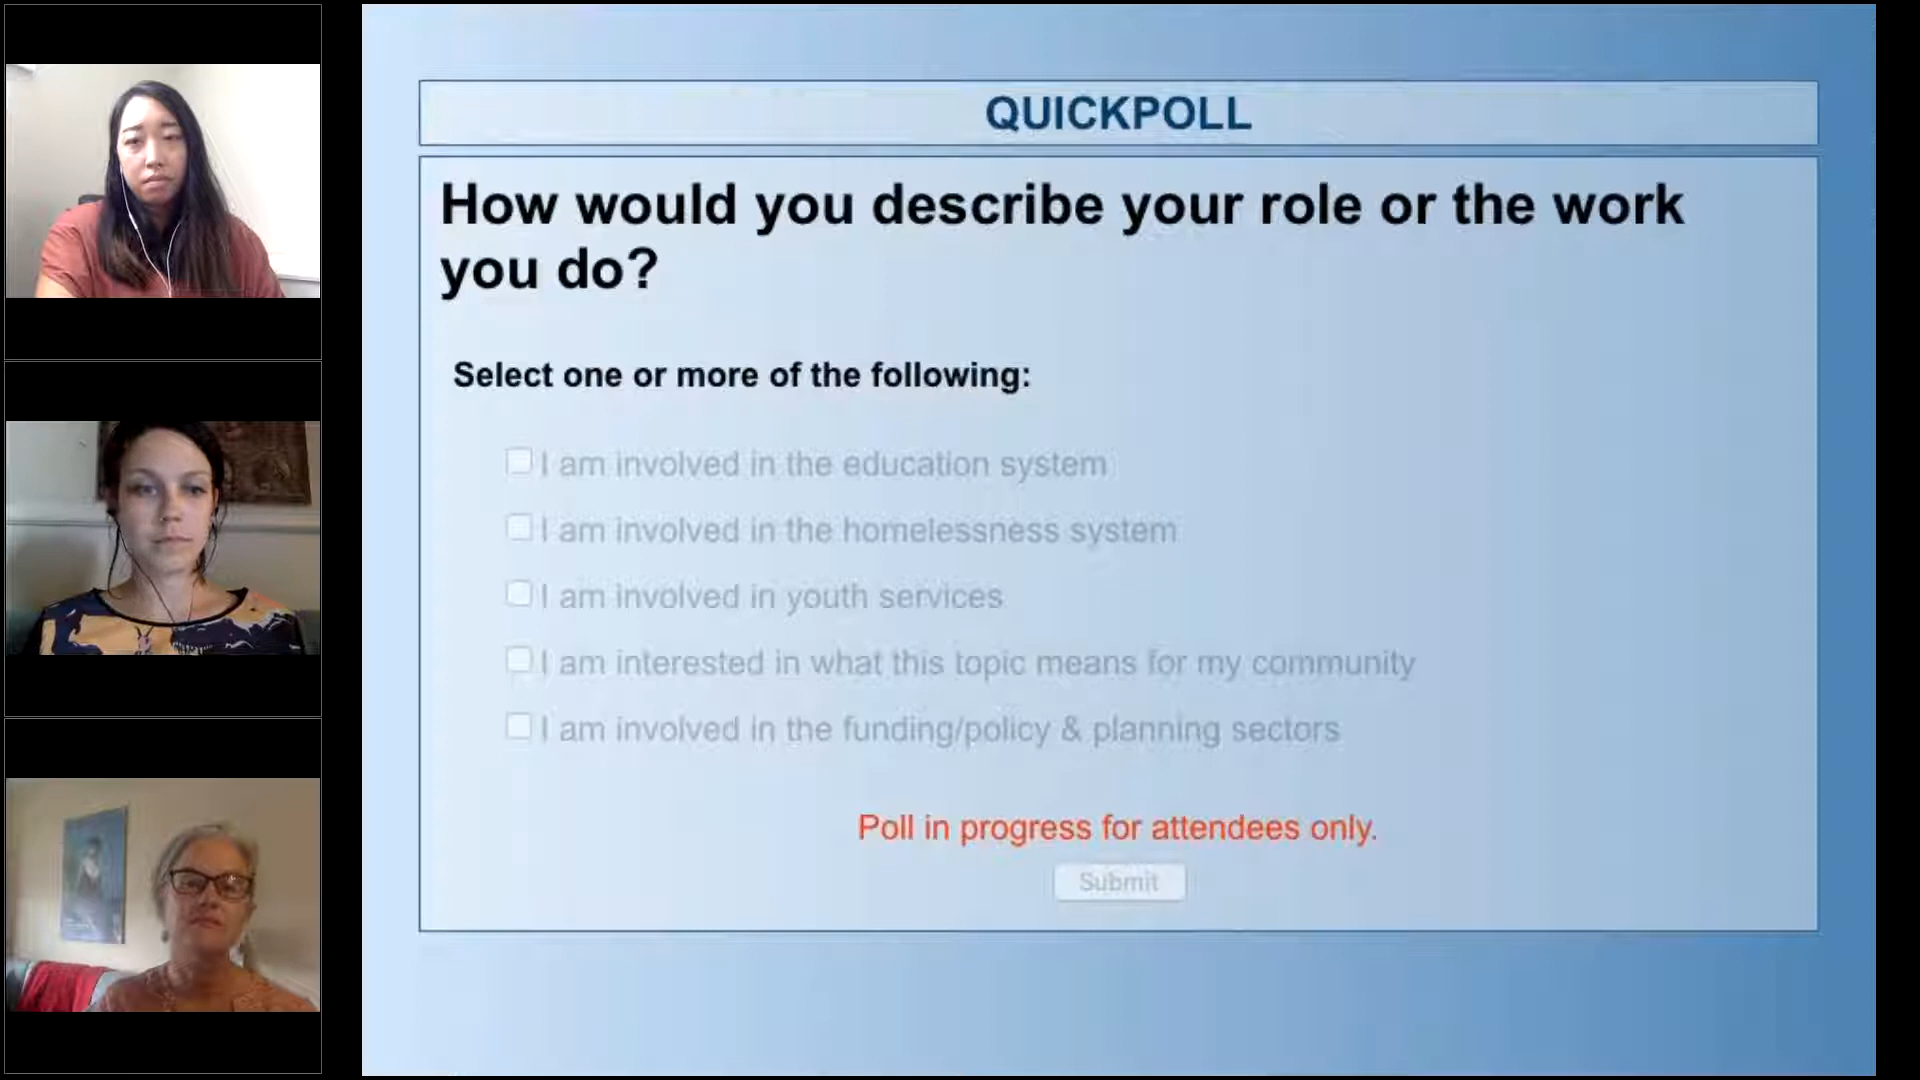 QUICKPOLL
How would you describe your role or the work
you do?
Select one or more of the following:
I am involved in the education system
I am involved in the homelessness system
I am involved in youth services
I am interested in what this topic means for my community
I am involved in the funding/policy & planning sectors
Poll in progress for attendees only.
Submit